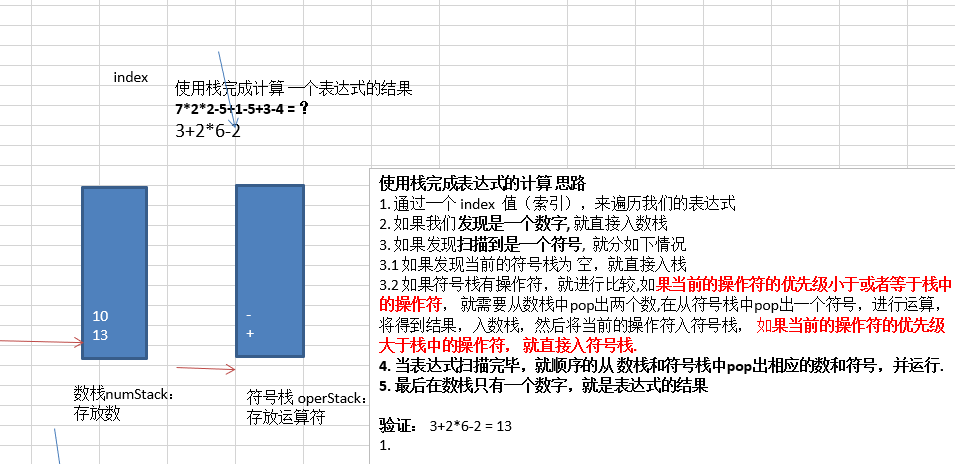 index
使用栈完成计算 一个表达式的结果
7*2*2-5+1-5+3-4 = ？
3+2*6-2
10
13
-
+
数栈numStack：
存放数
符号栈 operStack：
存放运算符
使用栈完成表达式的计算 思路
1. 通过一个 index 值（索引），来遍历我们的表达式
2. 如果我们发现是一个数字, 就直接入数栈
3. 如果发现扫描到是一个符号, 就分如下情况
3.1 如果发现当前的符号栈为 空，就直接入栈
3.2 如果符号栈有操作符，就进行比较,如果当前的操作符的优先级小于或者等于栈中
的操作符， 就需要从数栈中pop出两个数,在从符号栈中pop出一个符号，进行运算，
将得到结果，入数栈，然后将当前的操作符入符号栈， 如果当前的操作符的优先级
大于栈中的操作符， 就直接入符号栈.
4. 当表达式扫描完毕，就顺序的从 数栈和符号栈中pop出相应的数和符号，并运行.
5. 最后在数栈只有一个数字，就是表达式的结果
验证： 3+2*6-2 = 13
1.